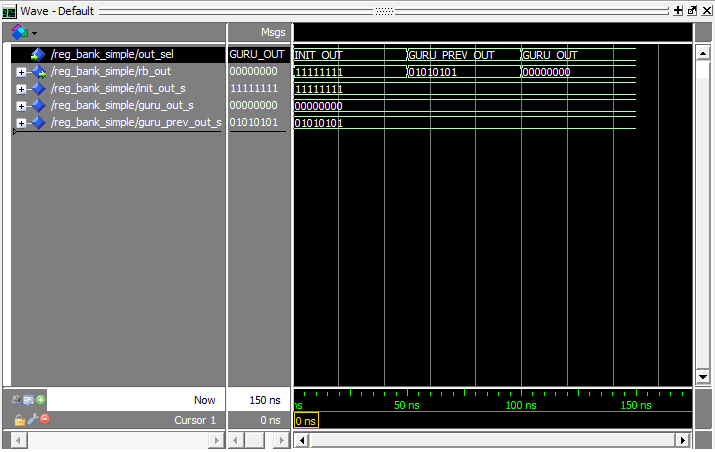 Wave - Default
Msgs
/reg_bank_simple/out_sel GURU_OUT INIT_OUT GURU_PREV_OUT GURU_OUT
/reg_bank_simple/rb_out 00000000 11111111 01010101 00000000
/reg_bank_simple/init_out_s 11111111 11111111
/reg_bank_simple/guru_out_s 00000000 00000000
/reg_bank_simple/guru_prev_out_s 01010101 01010101
Now 150 ns ns 50 ns 100 ns 150 ns
Cursor 1 0 ns 0 ns